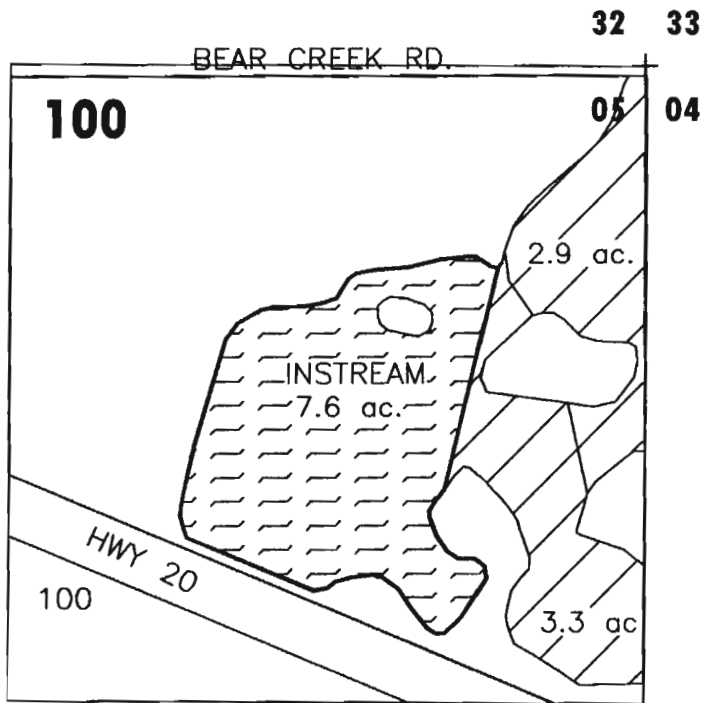 32 33
BEAR CREEK RD.
100 05 04
2.9 ac.
INSTREAM
7.6 ac.
HWY 20
100
3.3 ac